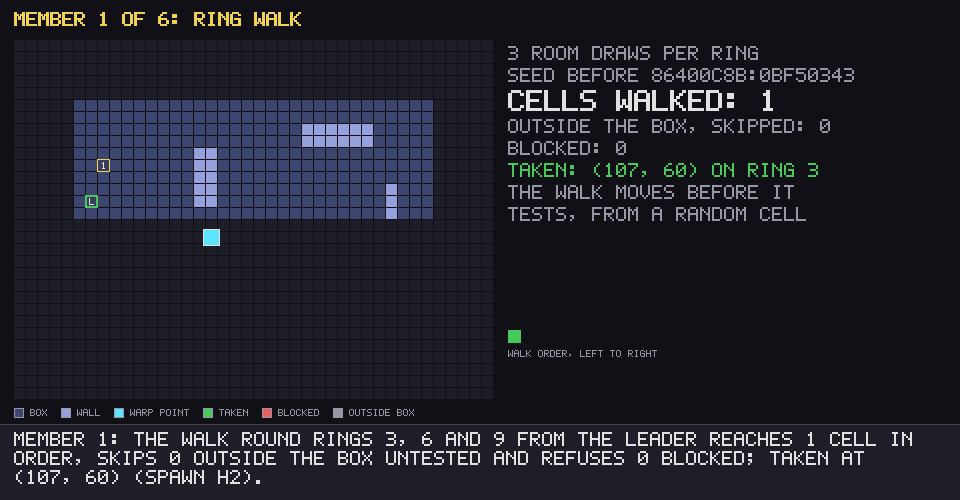 MEMBER 1 OF 6: RING WALK
3 ROOM DRAWS PER RING
SEED BEFORE 86400C8B:0BF50343
CELLS WALKED: 1
OUTSIDE THE BOX, SKIPPED: 0
BLOCKED: 0
TAKEN: (107, 60) ON RING 3
THE WALK MOVES BEFORE IT
TESTS, FROM A RANDOM CELL
1
L
WALK ORDER, LEFT TO RIGHT
BOX WALL WARP POINT TAKEN BLOCKED OUTSIDE BOX
MEMBER 1: THE WALK ROUND RINGS 3, 6 AND 9 FROM THE LEADER REACHES 1 CELL IN
ORDER, SKIPS 0 OUTSIDE THE BOX UNTESTED AND REFUSES 0 BLOCKED; TAKEN AT
(107, 60) (SPAWN H2).